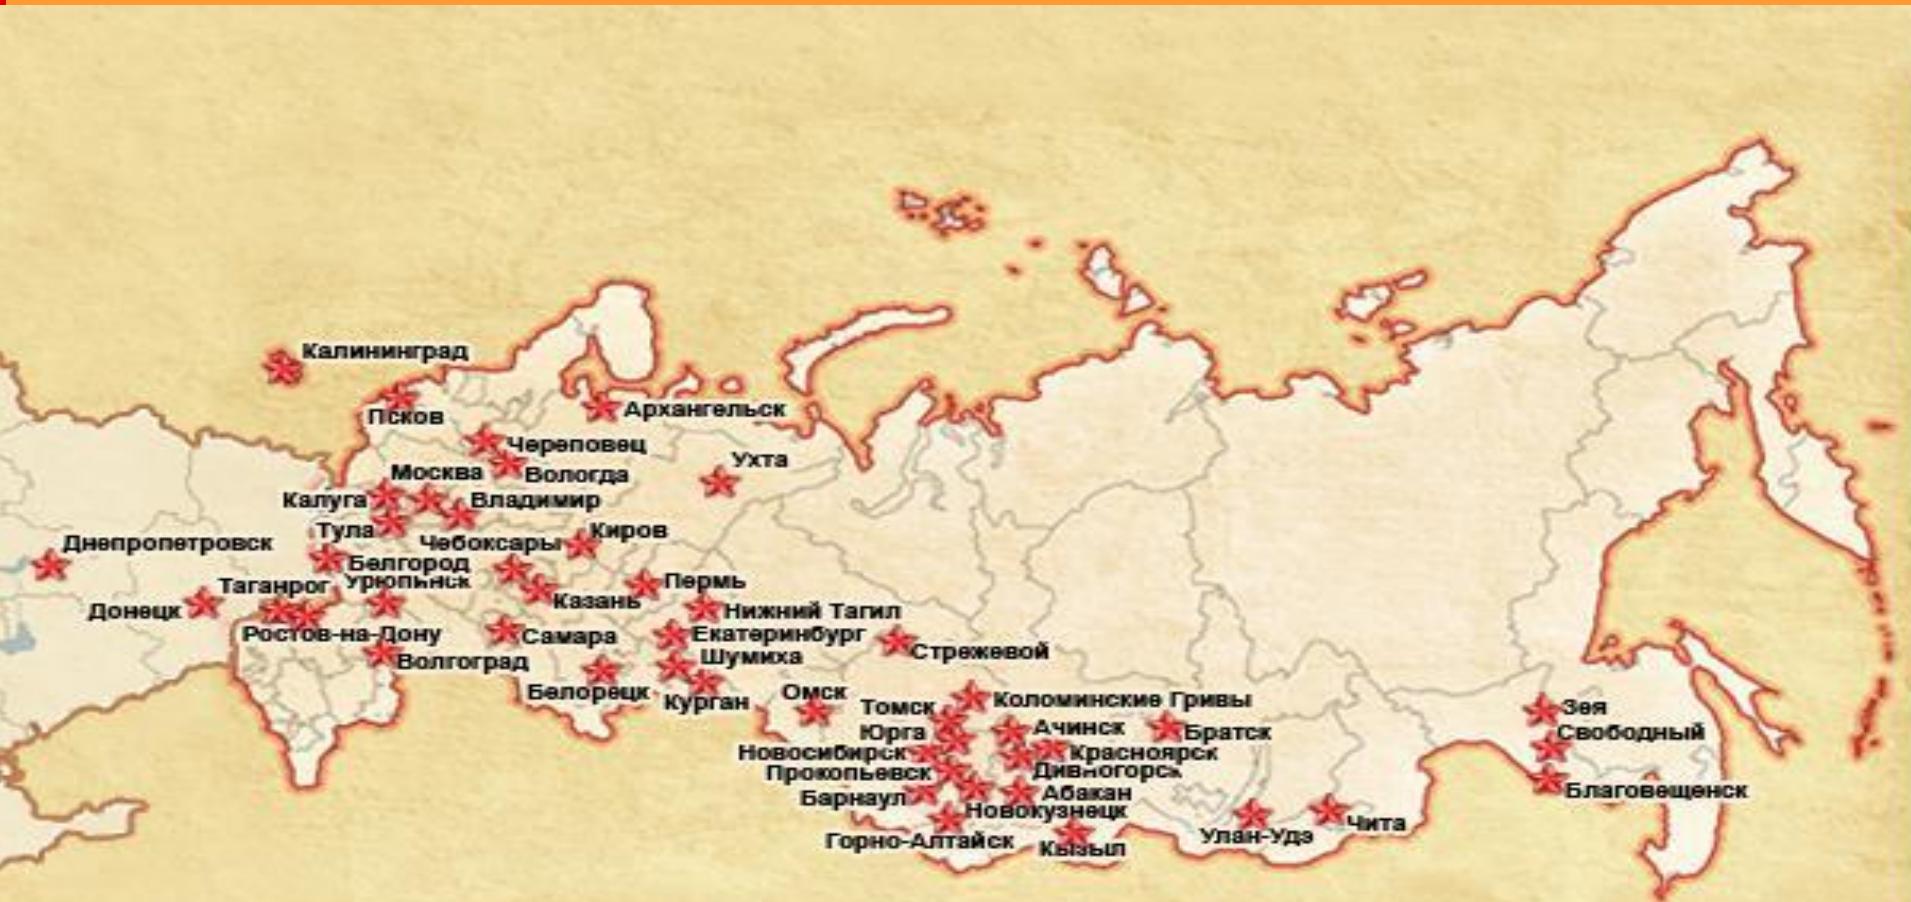 Калининград
Псков
Архангельск
Череповец
Ухта
Москва
Вологда
Калуга
Владимир
Тула
Киров
Чебоксары
Днепропетровск
Белгород
Урюпинск
Таганрог
Пермь
Казань
Донецк
Нижний Тагил
Ростов-на-Дону
Самара
Екатеринбург
Стрежевой
Волгоград
Шумиха
Белорецк
Курган
Омск
Коломинские Гривы
Томск
Зея
Юрга
Ачинск
Братск
Свободный
Новосибирск
Красноярск
Прокопьевск
Дивногорск
Барнаул
Абакан
Благовещенск
Новокузнецк
Чита
Улан-Удэ
Горно-Алтайск
Кызыл